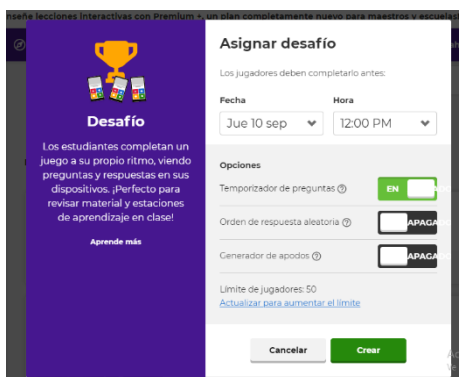 nseñe lecciones interactivas con Premium +, un plan completamente nuevo para maestros y escuelas
Desafío
Los estudiantes completan un
juego a su propio ritmo, viendo
preguntas y respuestas en sus
dispositivos. ¡Perfecto para
revisar material y estaciones
de aprendizaje en clase!
Aprende más
Asignar desafío
Los jugadores deben completarlo antes:
Fecha Hora
Jue 10 sep 12:00 PM
Opciones
Temporizador de preguntas EN
Orden de respuesta aleatoria APAGA
Generador de apodos APAGA
Límite de jugadores: 50
Actualizar para aumentar el límite
Cancelar Crear